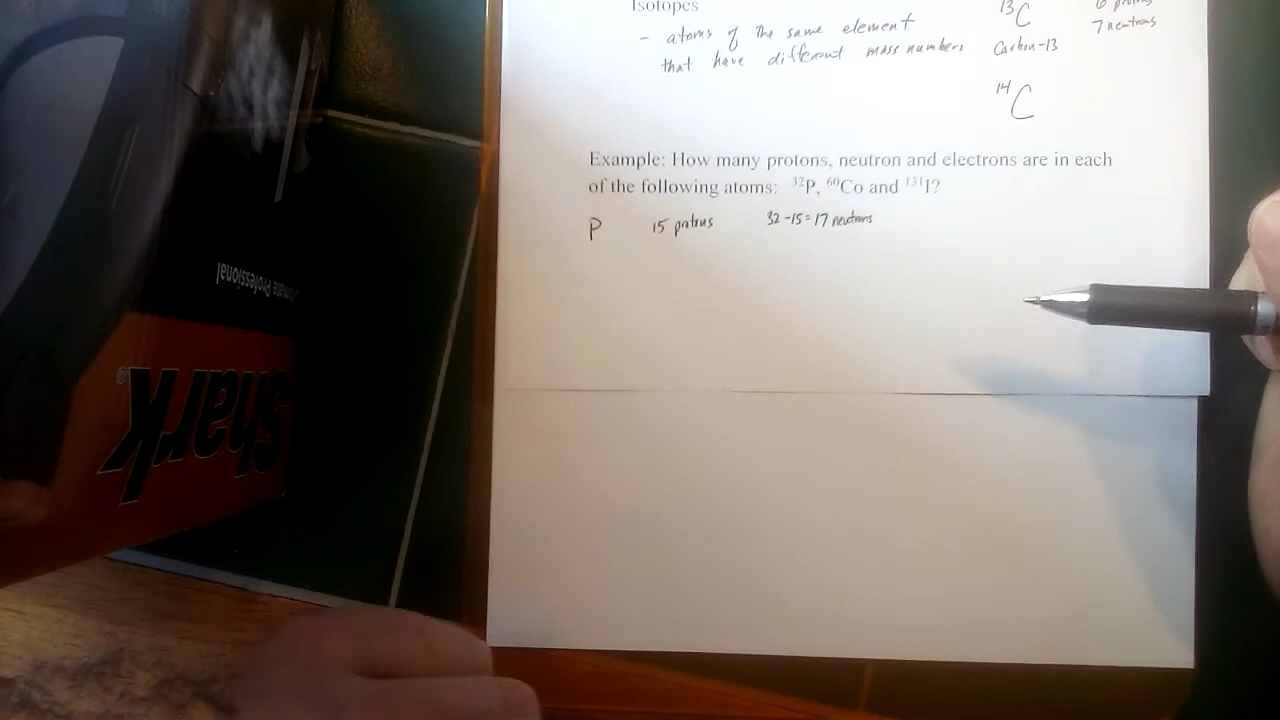 Isotopes
- atoms of the same element
that have different mass numbers
13C
6 protons
7 neutrons
Carbon-13
14C
Example: How many protons, neutron and electrons are in each
of the following atoms: 32P, 60Co and 131I?
P 15 protons 32-15=17 neutrons
Professional
Shark®